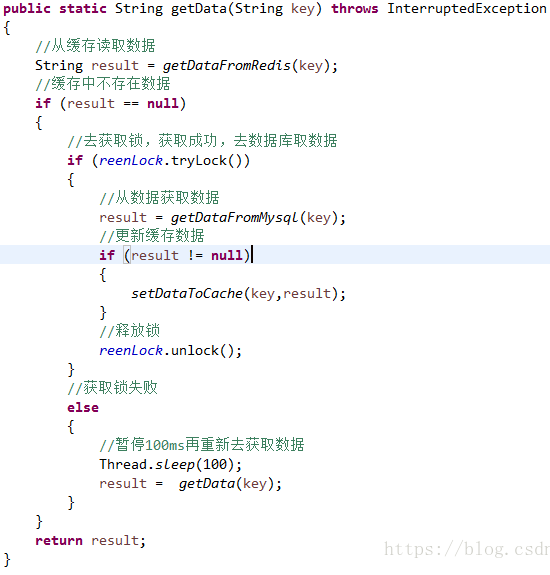 public static String getData(String key) throws InterruptedException
{
    //从缓存读取数据
    String result = getDataFromRedis(key);
    //缓存中不存在数据
    if (result == null)
    {
        //去获取锁，获取成功，去数据库取数据
        if (reenLock.tryLock())
        {
            //从数据获取数据
            result = getDataFromMysql(key);
            //更新缓存数据
            if (result != null)
            {
                setDataToCache(key,result);
            }
            //释放锁
            reenLock.unlock();
        }
        //获取锁失败
        else
        {
            //暂停100ms再重新去获取数据
            Thread.sleep(100);
            result =  getData(key);
        }
    }
    return result;
}
https://blog.csdn